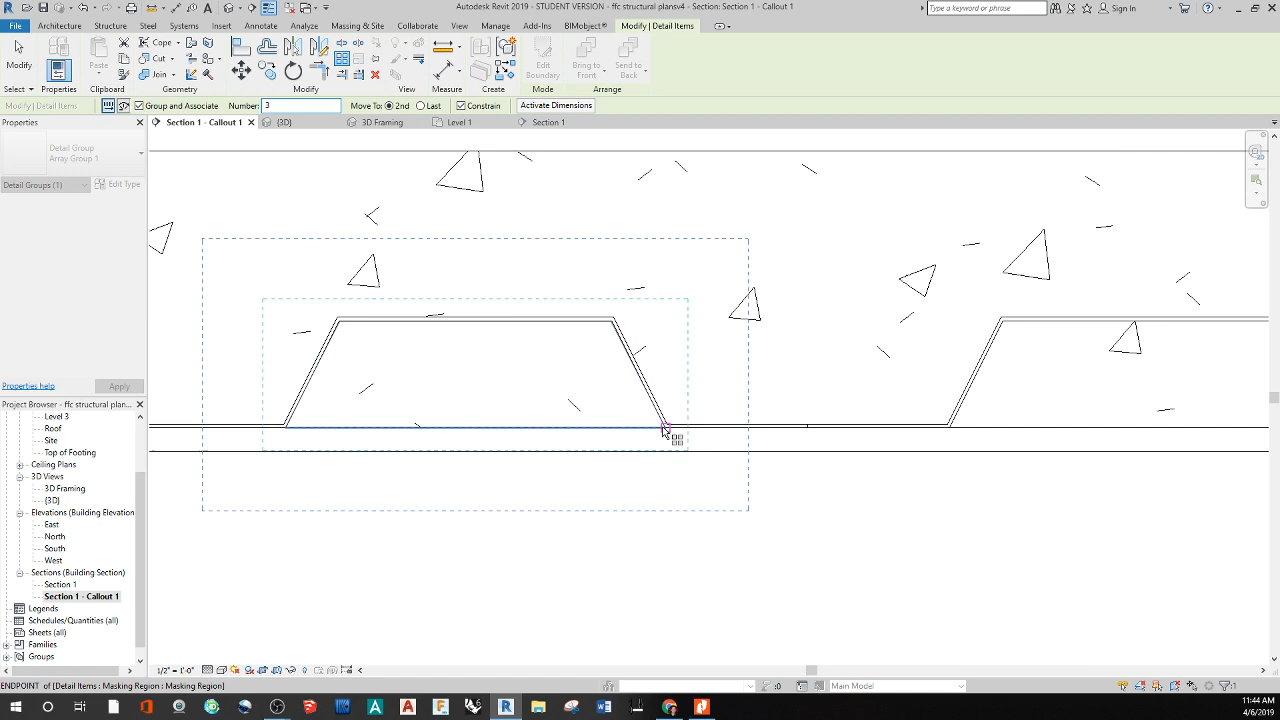 Autodesk Revit 2019 - STUDENT VERSION - ffc structural plansv4 - Section: Section 1 - Callout 1
Type a keyword or phrase
Sign In
File Architecture Structure Steel Systems Insert Annotate Analyze Massing & Site Collaborate View Manage Add-Ins BIMobject® Modify | Detail Items
Modify Paste Cope Cut Join Edit Boundary Bring to Front Send to Back
Select Properties Clipboard Geometry Modify View Measure Create Mode Arrange
Modify | Detail Items Group and Associate Number: 3 Move To: 2nd Last Constrain Activate Dimensions
Properties
Section 1 - Callout 1 {3D} 3D Framing Level 1 Section 1
Detail Group
Array Group 1
Detail Groups (1) Edit Type
Properties help Apply
Project Browser - ffc structural plan...
Level 3
Roof
Site
Top of Footing
Ceiling Plans
3D Views
3D Framing
{3D}
Elevations (Building Elevation
East
North
South
West
Sections (Building Section)
Section 1
Section 1 - Callout 1
Legends
Schedules/Quantities (all)
Sheets (all)
Families
Groups
1/2" = 1'-0"
ENDPOINT of [Detail Items : Masking Region : Masking Region]
:0
Main Model
:0
11:44 AM
4/6/2019